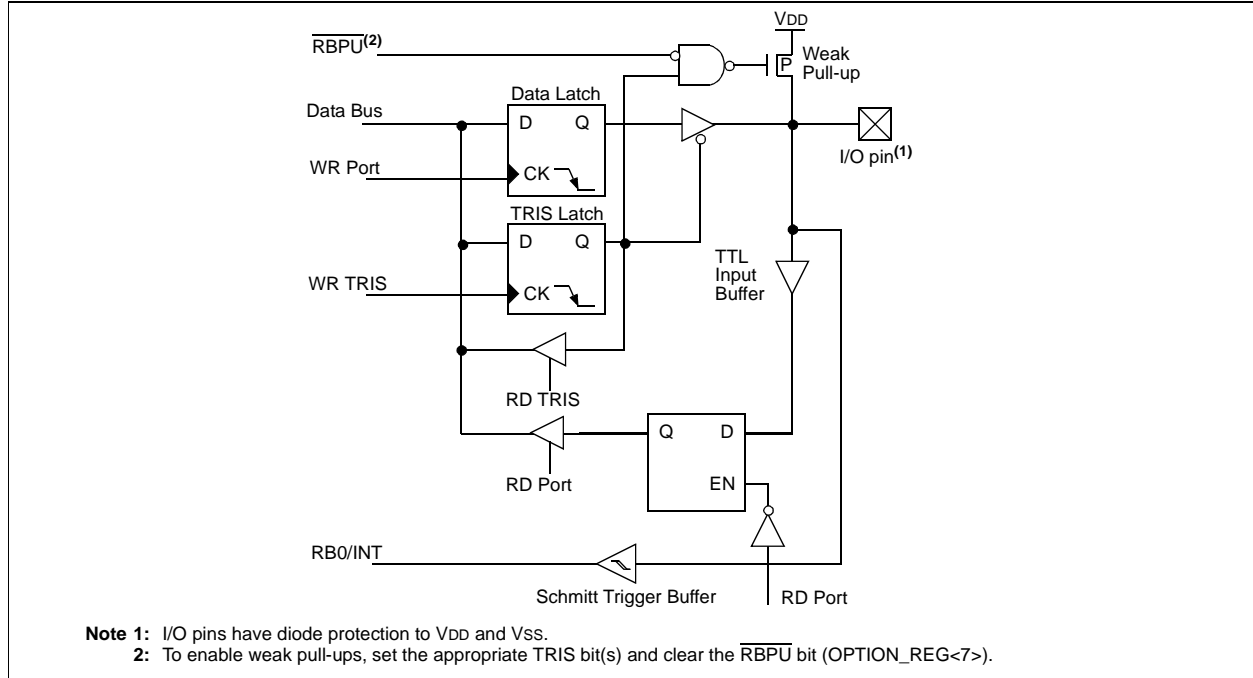 VDD
RBPU(2)
Weak
Pull-up
P
Data Latch
Data Bus
D Q
I/O pin(1)
WR Port
CK
TRIS Latch
D Q
TTL
Input
Buffer
WR TRIS
CK
RD TRIS
Q D
RD Port
EN
RB0/INT
Schmitt Trigger Buffer
RD Port
Note 1: I/O pins have diode protection to VDD and VSS.
2: To enable weak pull-ups, set the appropriate TRIS bit(s) and clear the RBPU bit (OPTION_REG<7>).